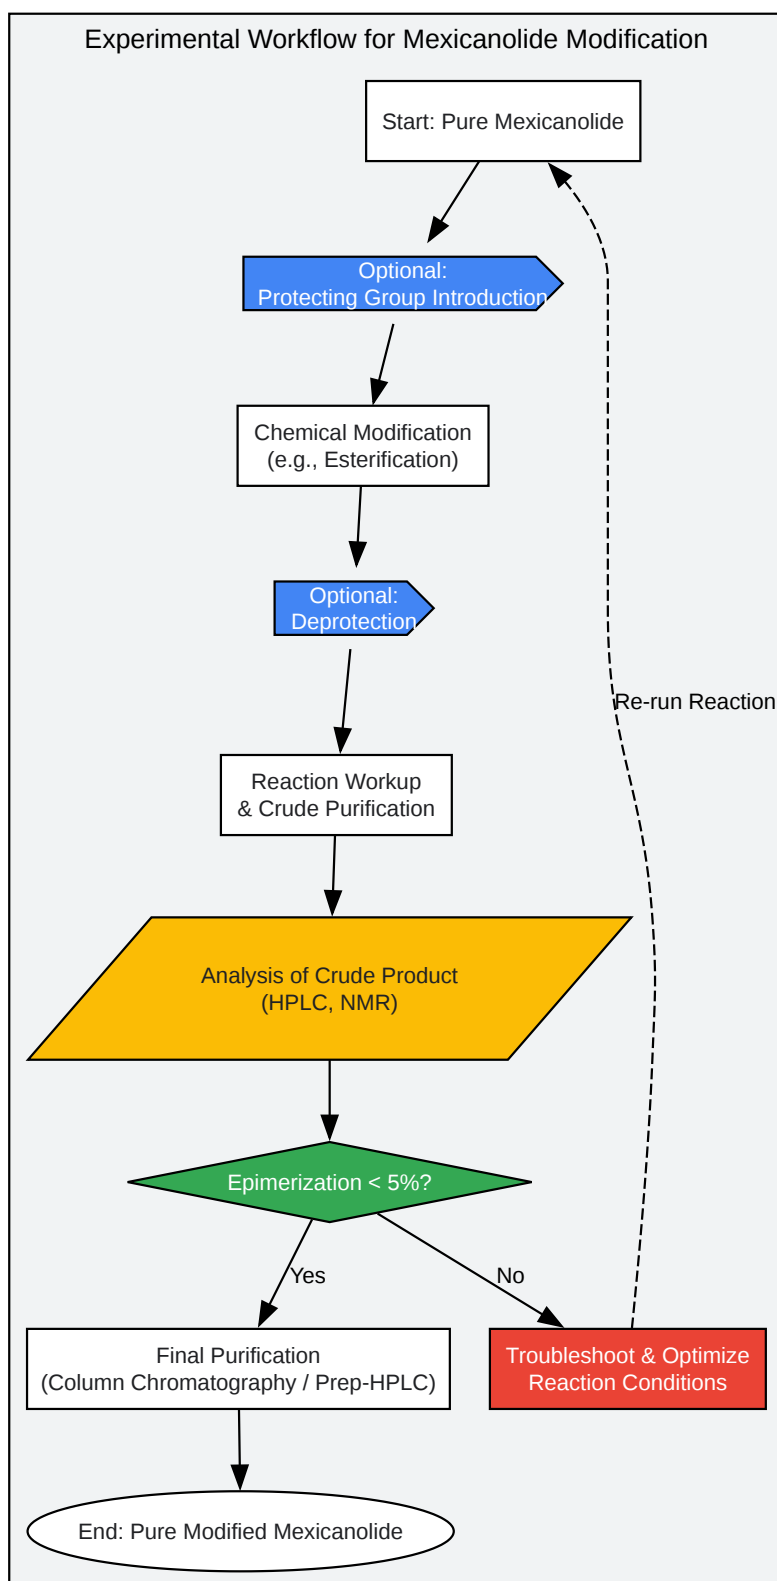 Experimental Workflow for Mexicanolide Modification
Start: Pure Mexicanolide
Optional:
Protecting Group Introduction
Chemical Modification
(e.g., Esterification)
Optional:
Deprotection
Re-run Reaction
Reaction Workup
& Crude Purification
Analysis of Crude Product
(HPLC, NMR)
Epimerization < 5%?
Yes
No
Final Purification
(Column Chromatography / Prep-HPLC)
Troubleshoot & Optimize
Reaction Conditions
End: Pure Modified Mexicanolide